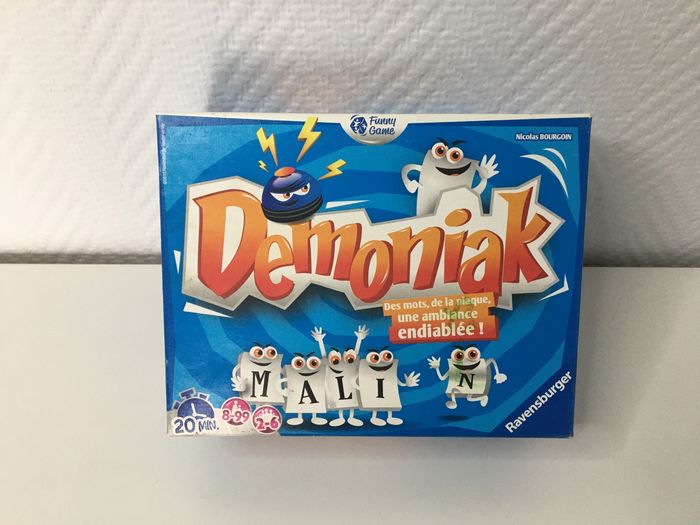 Funny
Game
Nicolas BOURGOIN
Demoniak
Des mots, de la niaque,
une ambiance
endiablée !
MALIN
20 MIN.
8-99
2-6
Ravensburger